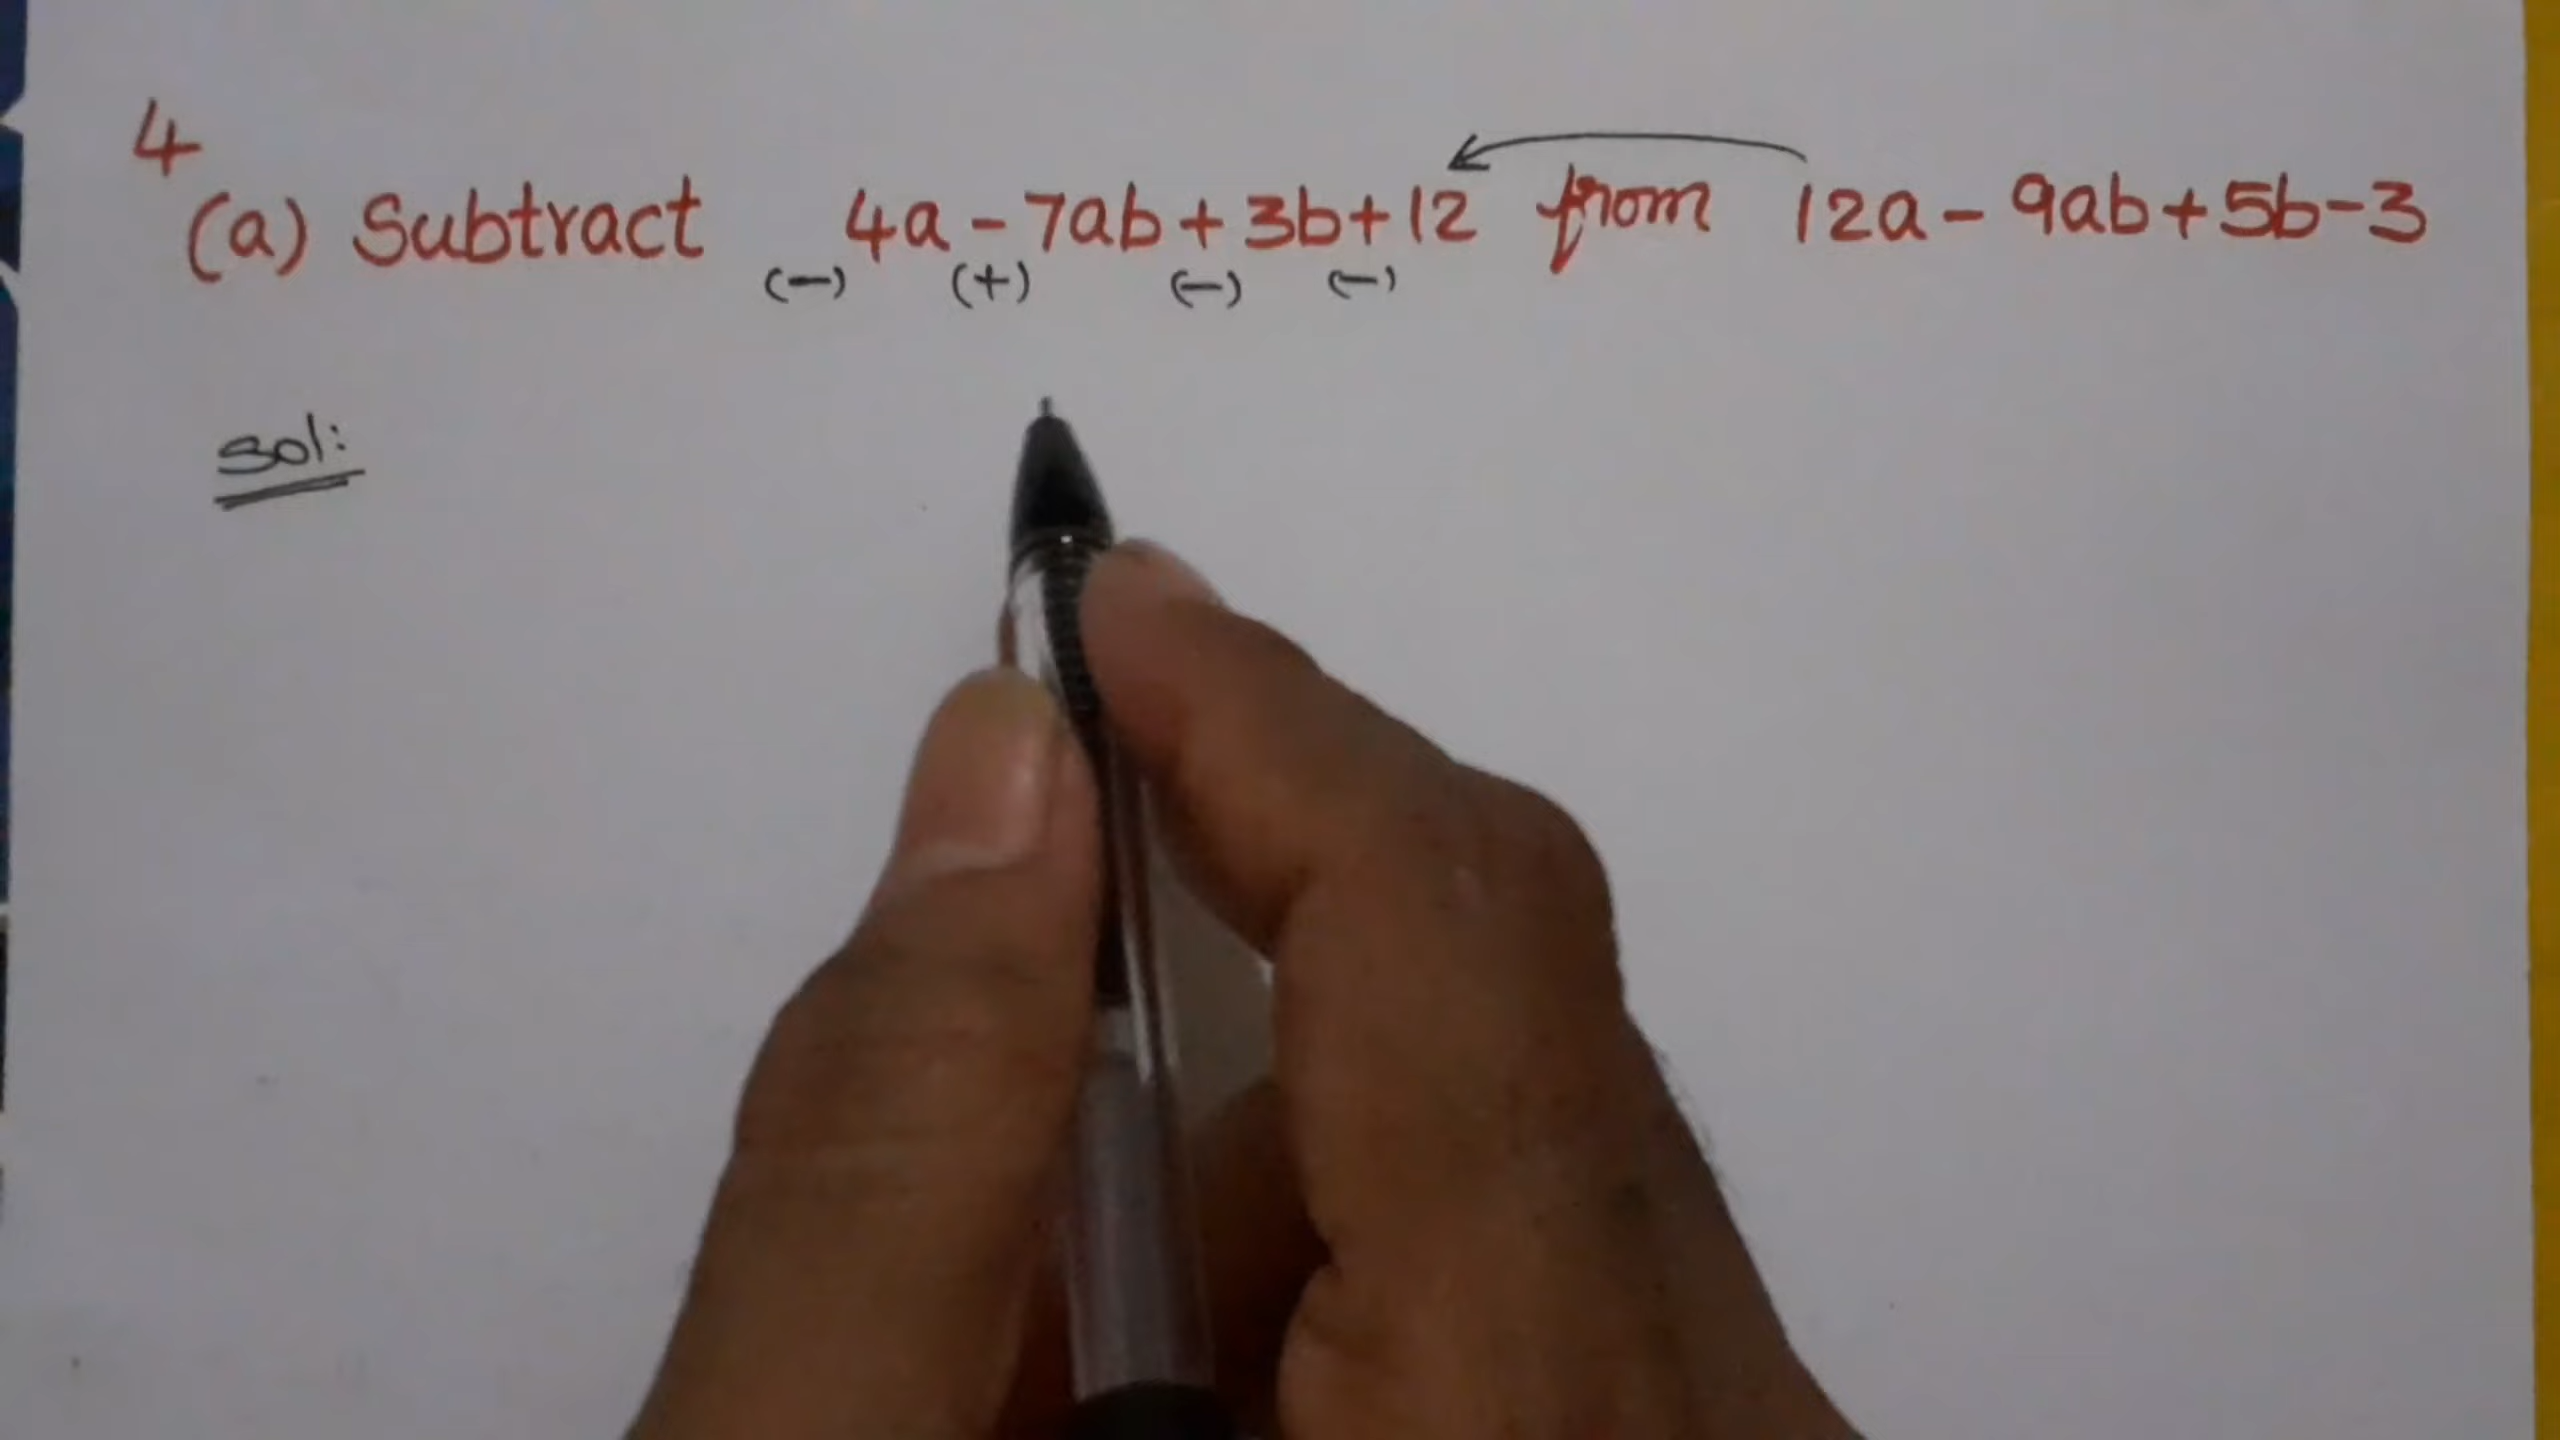 4
(a) Subtract 4a - 7ab + 3b + 12 from 12a - 9ab + 5b - 3
(-) (+) (-) (-)
Sol: